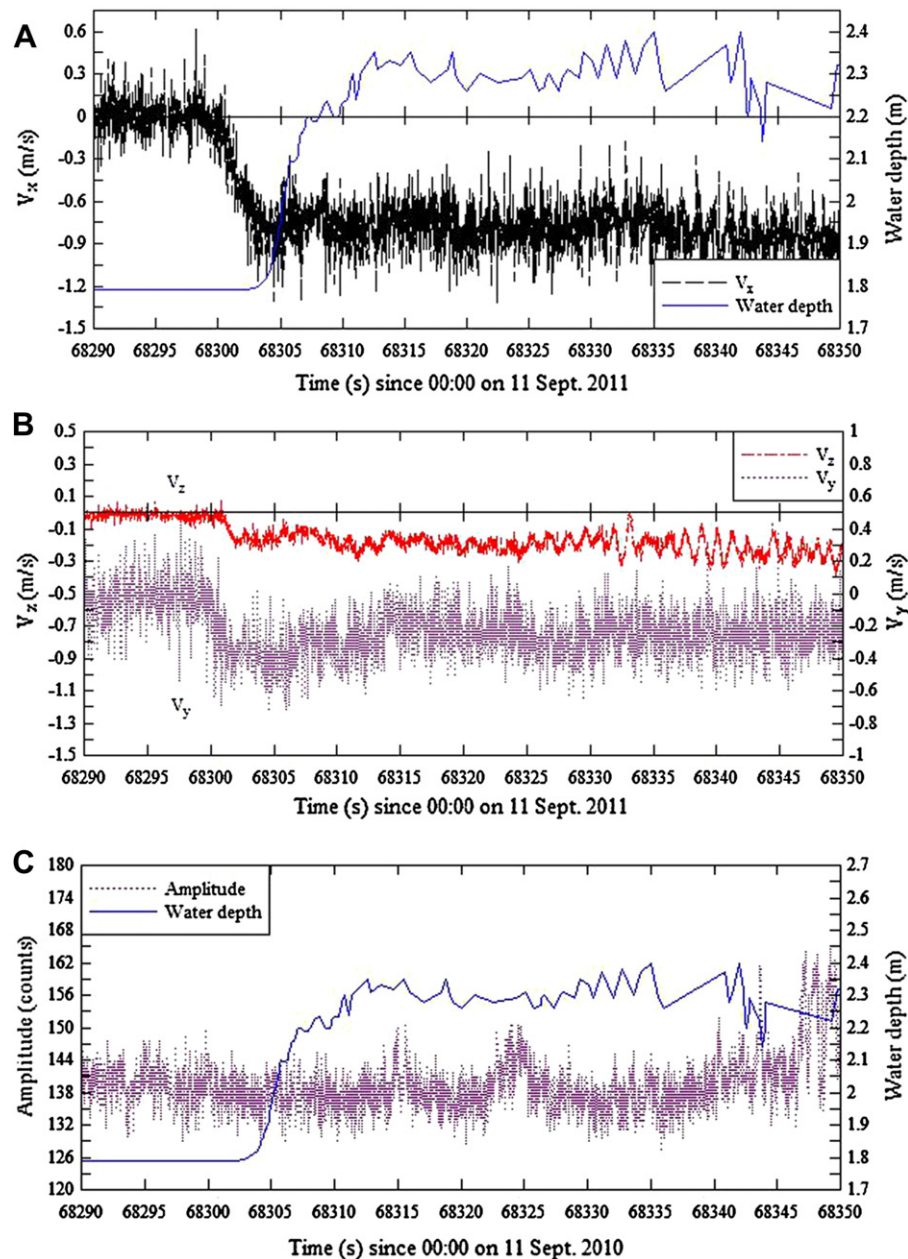 A
0.6
0.3
0
-0.3
-0.6
-0.9
-1.2
-1.5
Vx (m/s)
2.4
2.3
2.2
2.1
2
1.9
1.8
1.7
Water depth (m)
Vx
Water depth
68290 68295 68300 68305 68310 68315 68320 68325 68330 68335 68340 68345 68350
Time (s) since 00:00 on 11 Sept. 2011
B
0.5
0.3
0.1
-0.1
-0.3
-0.5
-0.7
-0.9
-1.1
-1.3
-1.5
Vz (m/s)
1
0.8
0.6
0.4
0.2
0
-0.2
-0.4
-0.6
-0.8
-1
Vy (m/s)
Vz
Vy
Vz
Vy
68290 68295 68300 68305 68310 68315 68320 68325 68330 68335 68340 68345 68350
Time (s) since 00:00 on 11 Sept. 2011
C
180
174
168
162
156
150
144
138
132
126
120
Amplitude (counts)
2.7
2.6
2.5
2.4
2.3
2.2
2.1
2
1.9
1.8
1.7
Water depth (m)
Amplitude
Water depth
68290 68295 68300 68305 68310 68315 68320 68325 68330 68335 68340 68345 68350
Time (s) since 00:00 on 11 Sept. 2010